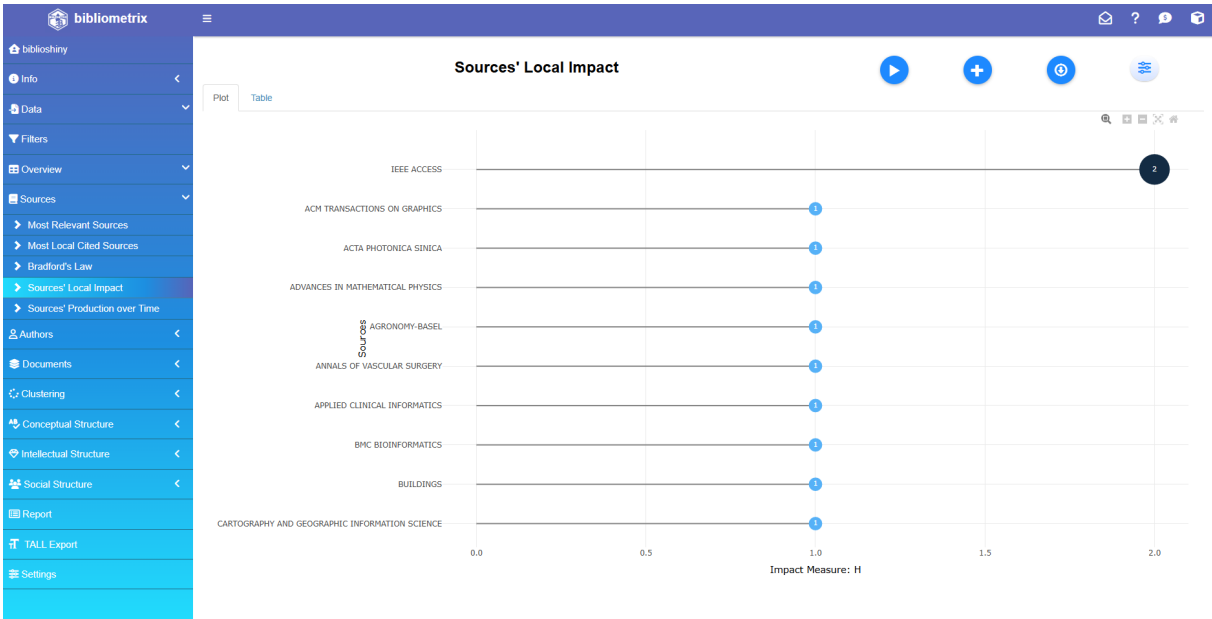 bibliometrix
biblioshiny
Info
Data
Filters
Overview
Sources
Most Relevant Sources
Most Local Cited Sources
Bradford's Law
Sources' Local Impact
Sources' Production over Time
Authors
Documents
Clustering
Conceptual Structure
Intellectual Structure
Social Structure
Report
TALL Export
Settings
Sources' Local Impact
Plot Table
Sources
IEEE ACCESS 2
ACM TRANSACTIONS ON GRAPHICS 1
ACTA PHOTONICA SINICA 1
ADVANCES IN MATHEMATICAL PHYSICS 1
AGRONOMY-BASEL 1
ANNALS OF VASCULAR SURGERY 1
APPLIED CLINICAL INFORMATICS 1
BMC BIOINFORMATICS 1
BUILDINGS 1
CARTOGRAPHY AND GEOGRAPHIC INFORMATION SCIENCE 1
0.0 0.5 1.0 1.5 2.0
Impact Measure: H